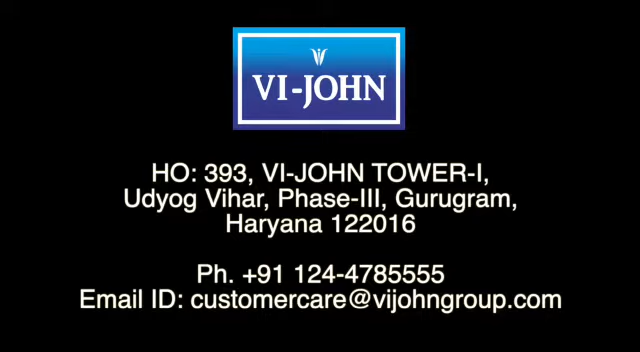 VI-JOHN
HO: 393, VI-JOHN TOWER-I,
Udyog Vihar, Phase-III, Gurugram,
Haryana 122016
Ph. +91 124-4785555
Email ID: customercare@vijohngroup.com